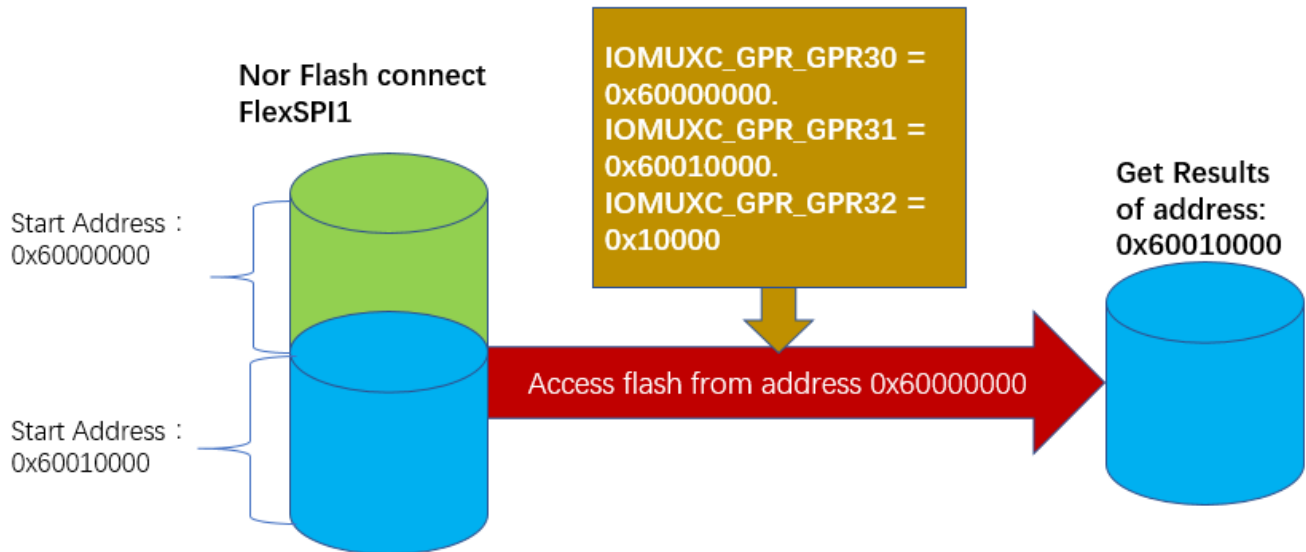 Nor Flash connect
FlexSPI1
Start Address：
0x60000000
Start Address：
0x60010000
IOMUXC_GPR_GPR30 =
0x60000000.
IOMUXC_GPR_GPR31 =
0x60010000.
IOMUXC_GPR_GPR32 =
0x10000
Access flash from address 0x60000000
Get Results
of address:
0x60010000